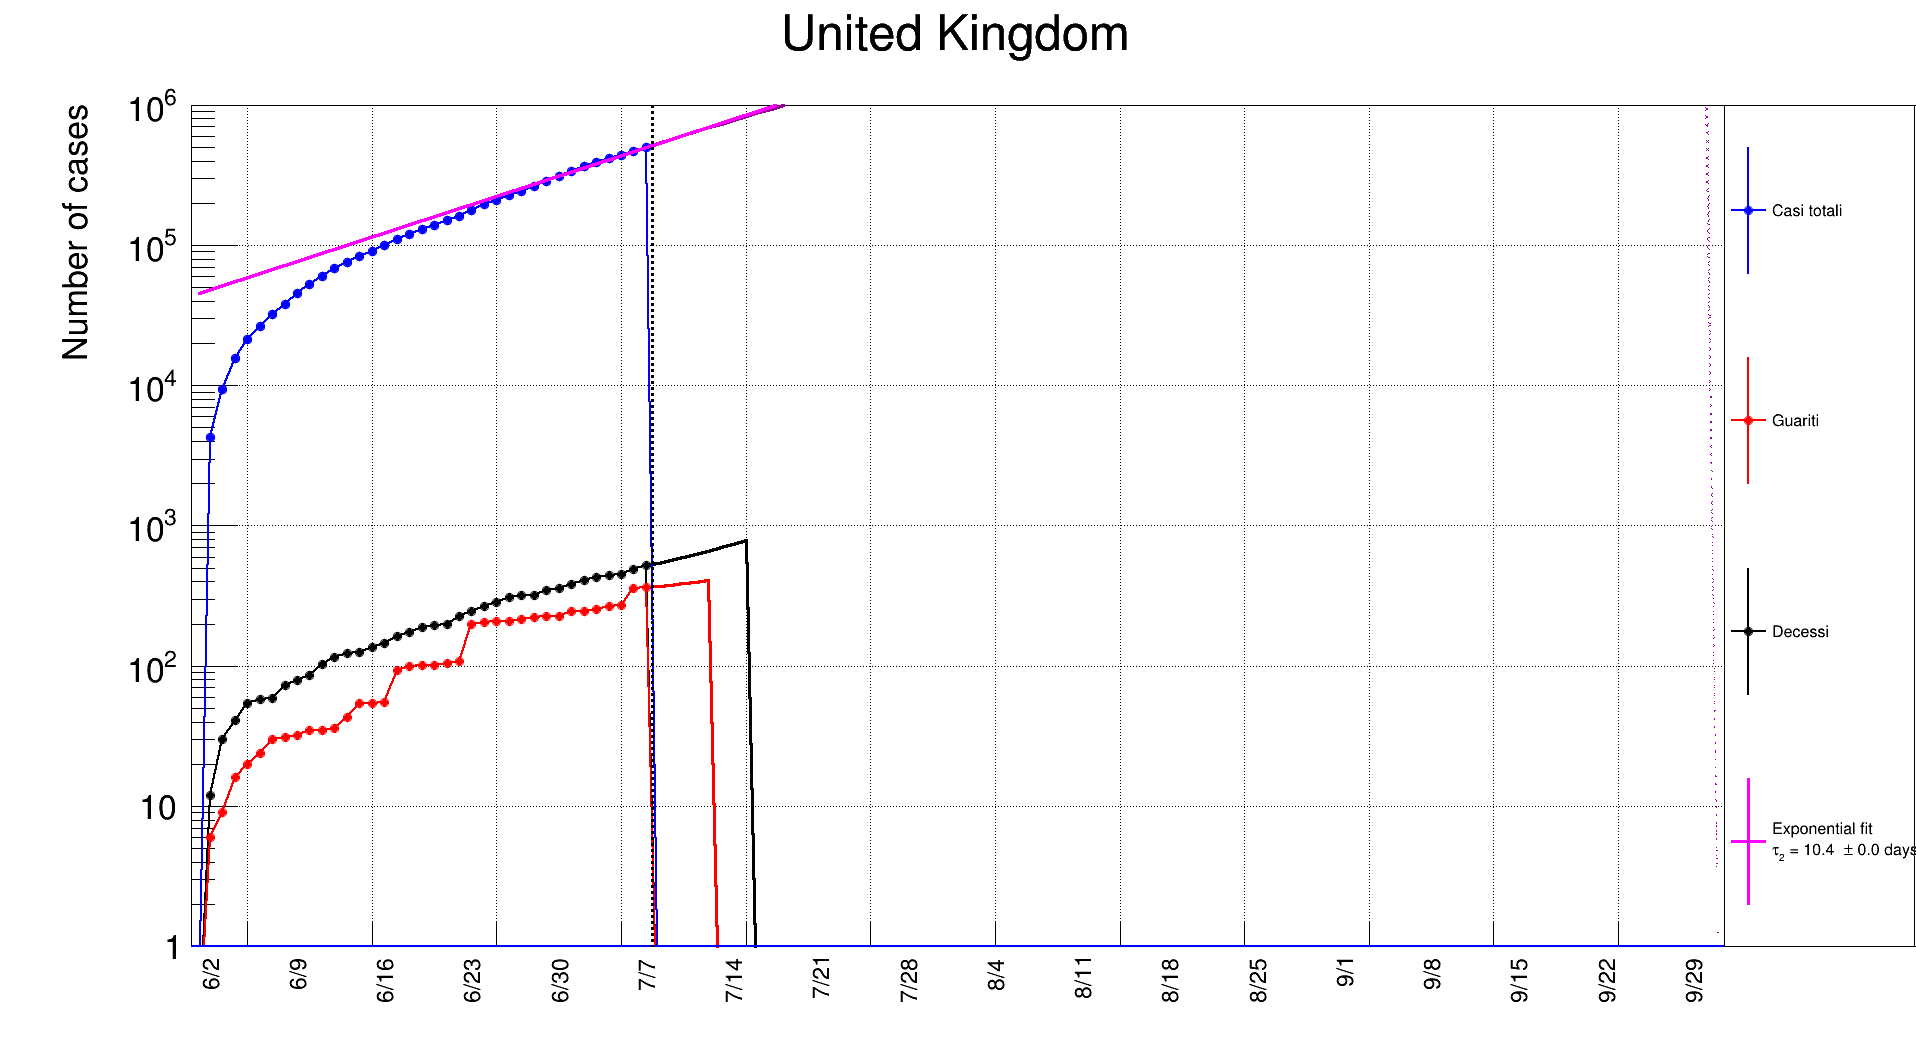 United Kingdom
Number of cases
10^6
10^5
10^4
10^3
10^2
10
1
6/2 6/9 6/16 6/23 6/30 7/7 7/14 7/21 7/28 8/4 8/11 8/18 8/25 9/1 9/8 9/15 9/22 9/29
Casi totali
Guariti
Decessi
Exponential fit
τ_2 = 10.4 ± 0.0 days